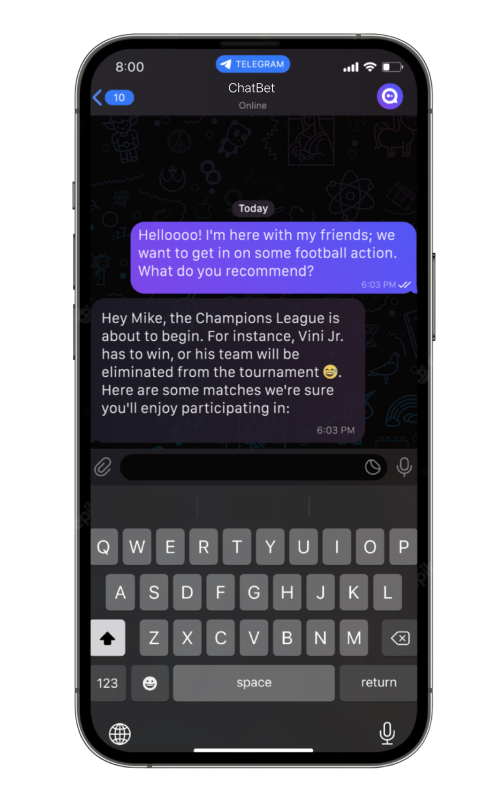 8:00
TELEGRAM
10
ChatBet
Online
Today
Helloooo! I'm here with my friends; we
want to get in on some football action.
What do you recommend?
6:03 PM
Hey Mike, the Champions League is
about to begin. For instance, Vini Jr.
has to win, or his team will be
eliminated from the tournament 😄.
Here are some matches we're sure
you'll enjoy participating in:
6:03 PM
Q W E R T Y U I O P
A S D F G H J K L
Z X C V B N M
123
space
return